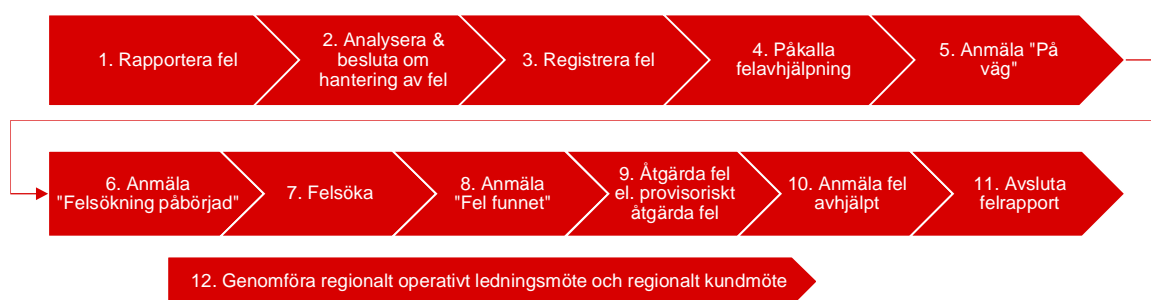 1. Rapportera fel
2. Analysera &
besluta om
hantering av fel
3. Registrera fel
4. Påkalla
felavhjälpning
5. Anmäla "På
väg"
6. Anmäla
"Felsökning påbörjad"
7. Felsöka
8. Anmäla
"Fel funnet"
9. Åtgärda fel
el. provisoriskt
åtgärda fel
10. Anmäla fel
avhjälpt
11. Avsluta
felrapport
12. Genomföra regionalt operativt ledningsmöte och regionalt kundmöte